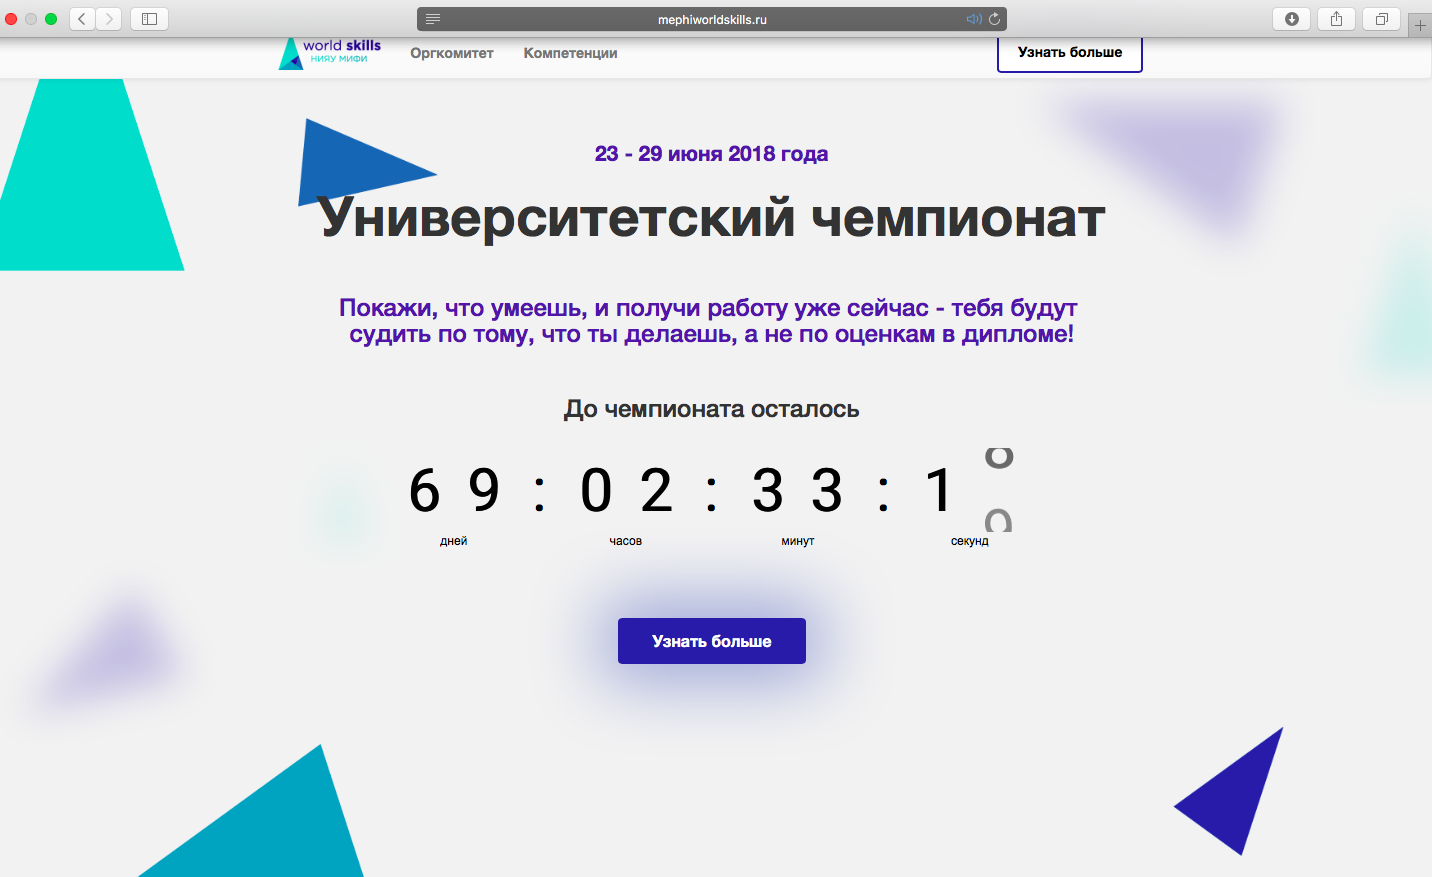 mephiworldskills.ru
world skills
НИЯУ МИФИ
Оргкомитет
Компетенции
Узнать больше
23 - 29 июня 2018 года
Университетский чемпионат
Покажи, что умеешь, и получи работу уже сейчас - тебя будут
судить по тому, что ты делаешь, а не по оценкам в дипломе!
До чемпионата осталось
69 : 02 : 33 : 1
дней часов минут секунд
Узнать больше